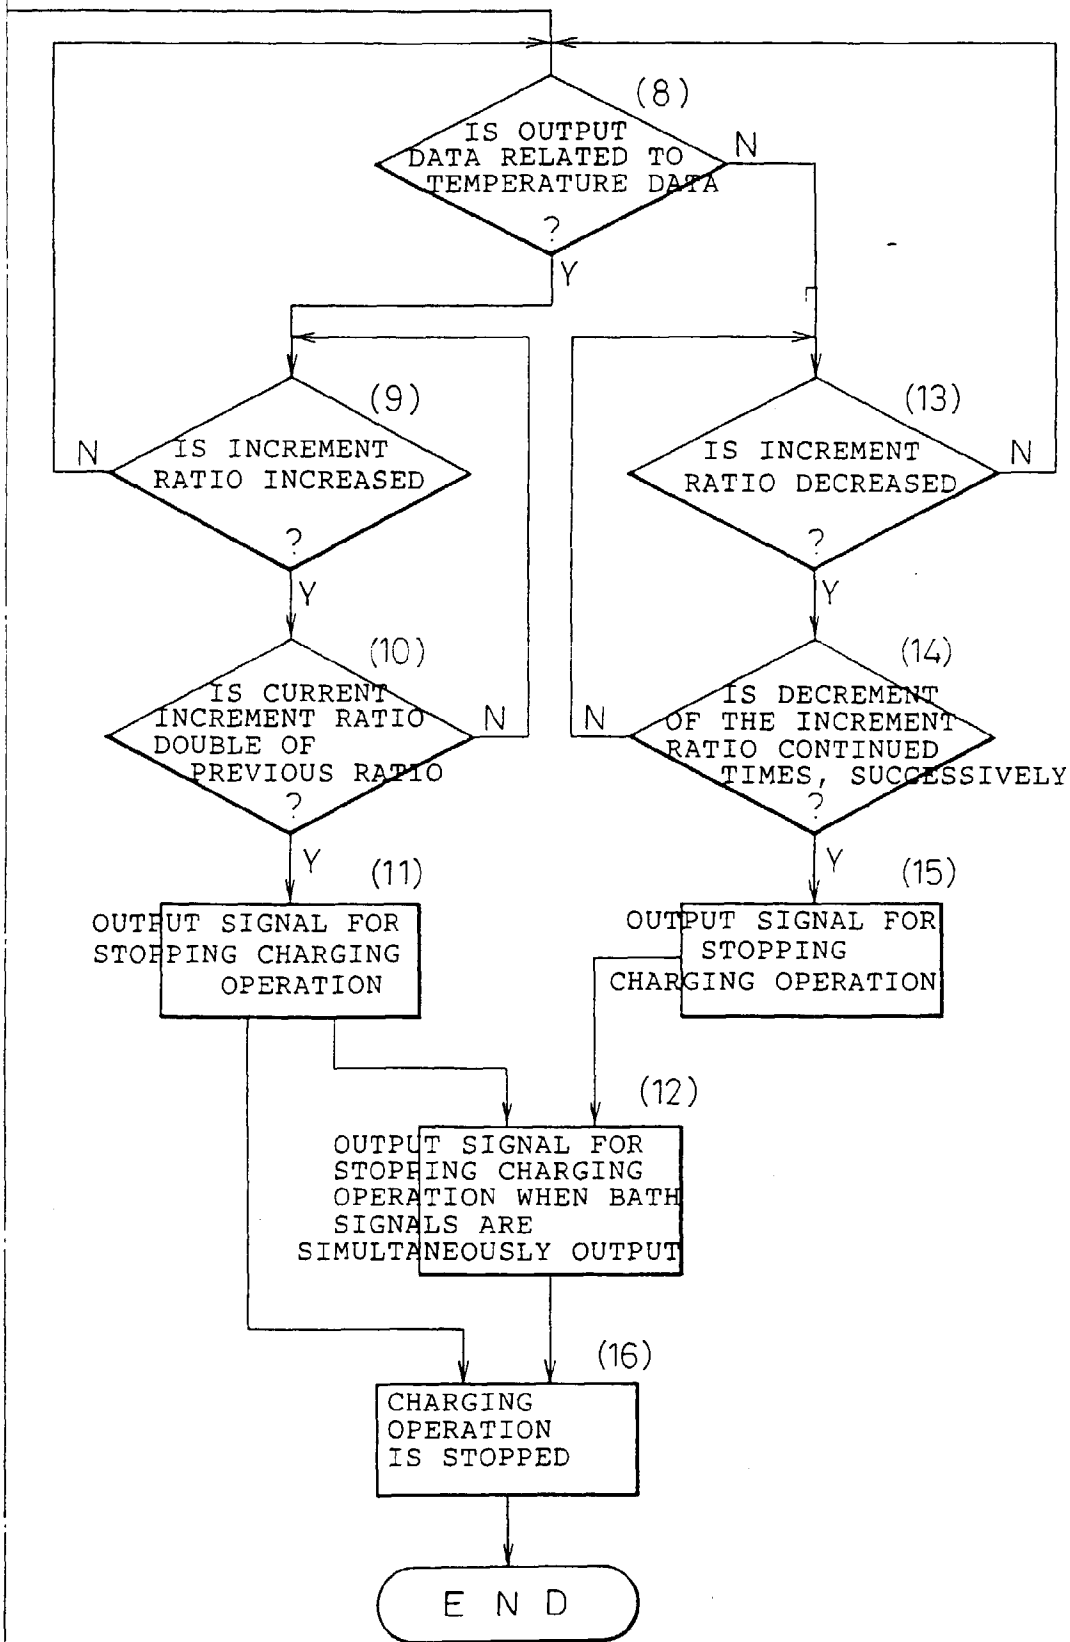 (8)
IS OUTPUT
DATA RELATED TO
TEMPERATURE DATA
?
N
Y
(9)
IS INCREMENT
RATIO INCREASED
?
N
Y
(13)
IS INCREMENT
RATIO DECREASED
?
N
Y
(10)
IS CURRENT
INCREMENT RATIO
DOUBLE OF
PREVIOUS RATIO
?
N
Y
(14)
IS DECREMENT
OF THE INCREMENT
RATIO CONTINUED
TIMES, SUCCESSIVELY
?
N
Y
(11)
OUTPUT SIGNAL FOR
STOPPING CHARGING
OPERATION
(15)
OUTPUT SIGNAL FOR
STOPPING
CHARGING OPERATION
(12)
OUTPUT SIGNAL FOR
STOPPING CHARGING
OPERATION WHEN BATH
SIGNALS ARE
SIMULTANEOUSLY OUTPUT
(16)
CHARGING
OPERATION
IS STOPPED
END